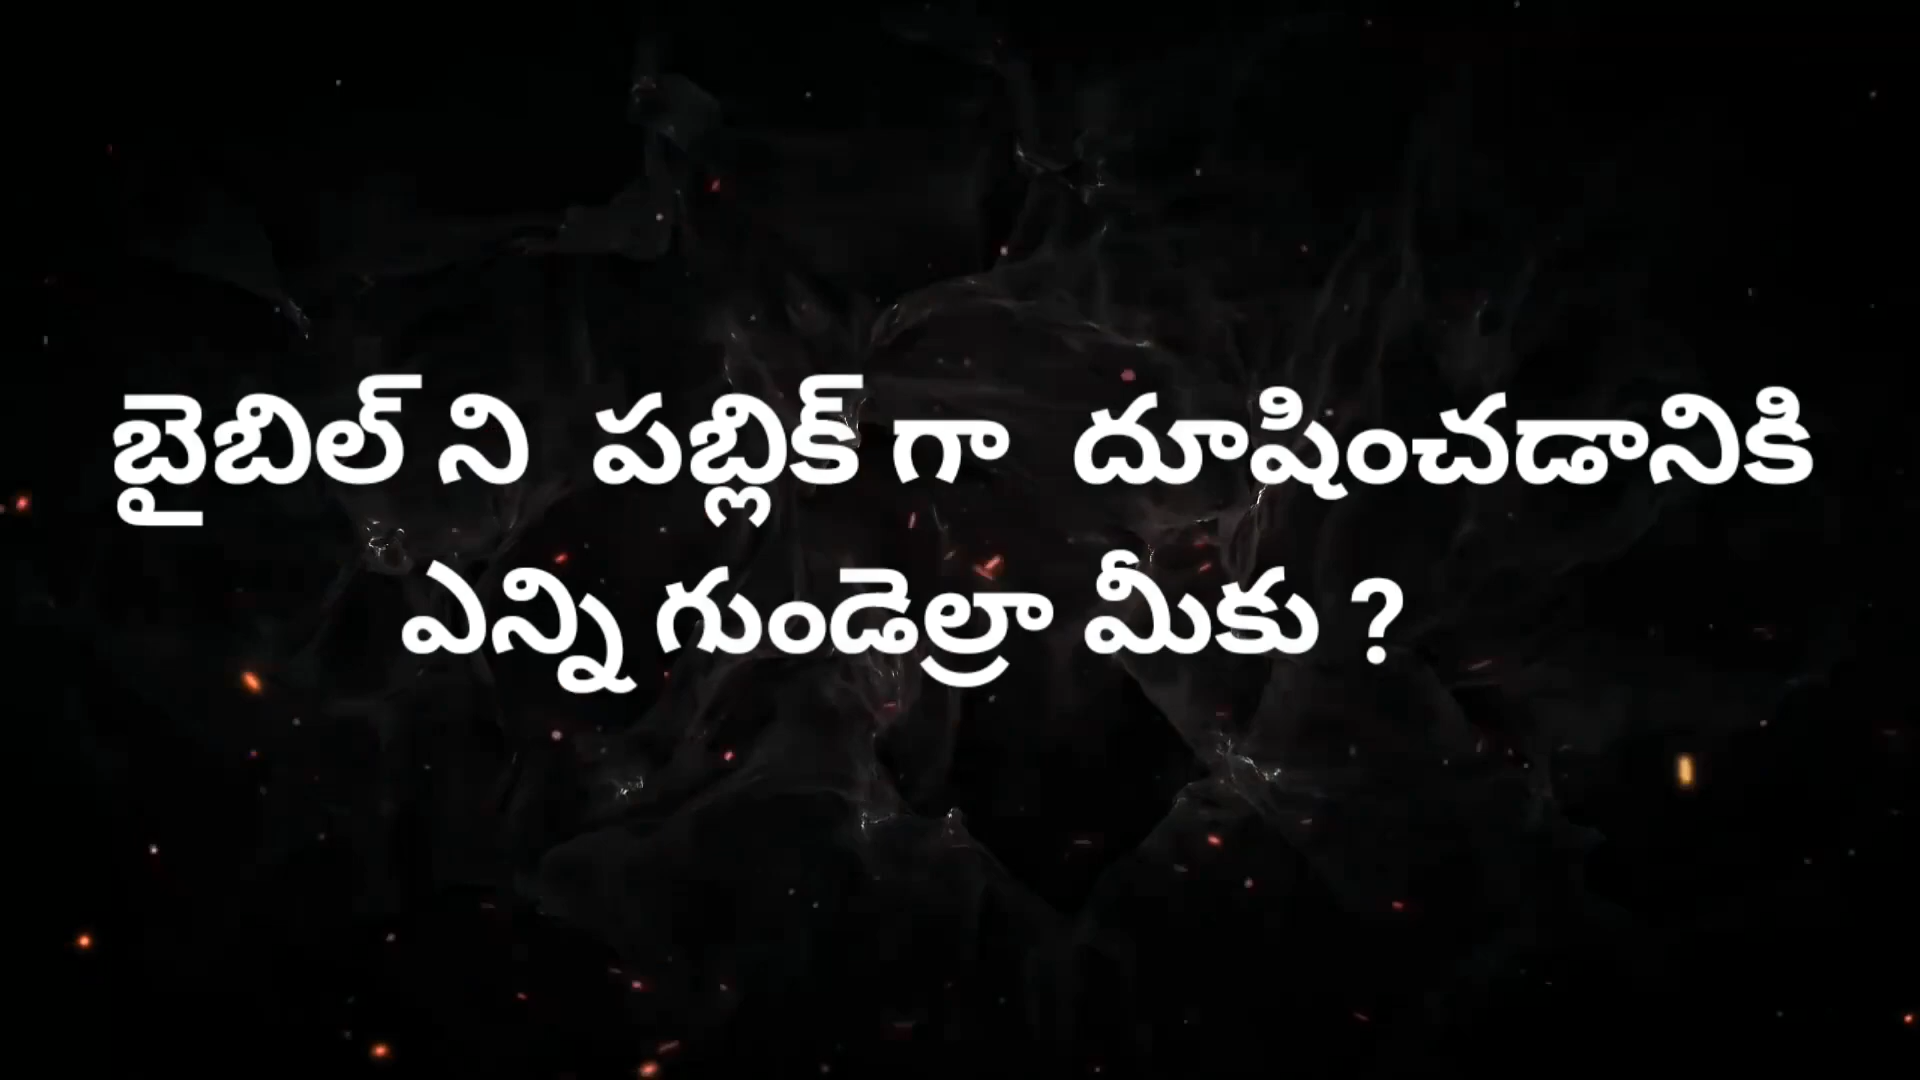 బైబిల్ ని పబ్లిక్ గా దూషించడానికి
ఎన్ని గుండెల్రా మీకు ?